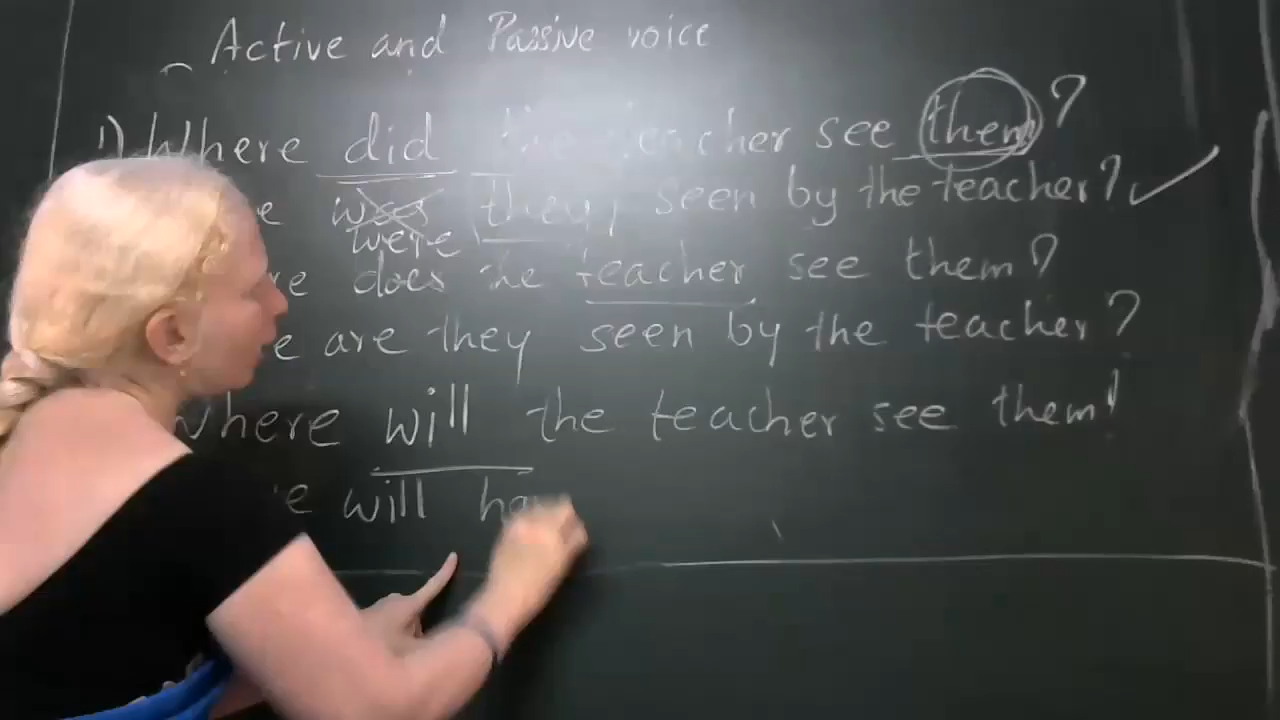 Active and Passive voice
1) Where did the teacher see them?
were they seen by the teacher?
does the teacher see them?
are they seen by the teacher?
Where will the teacher see them?
will